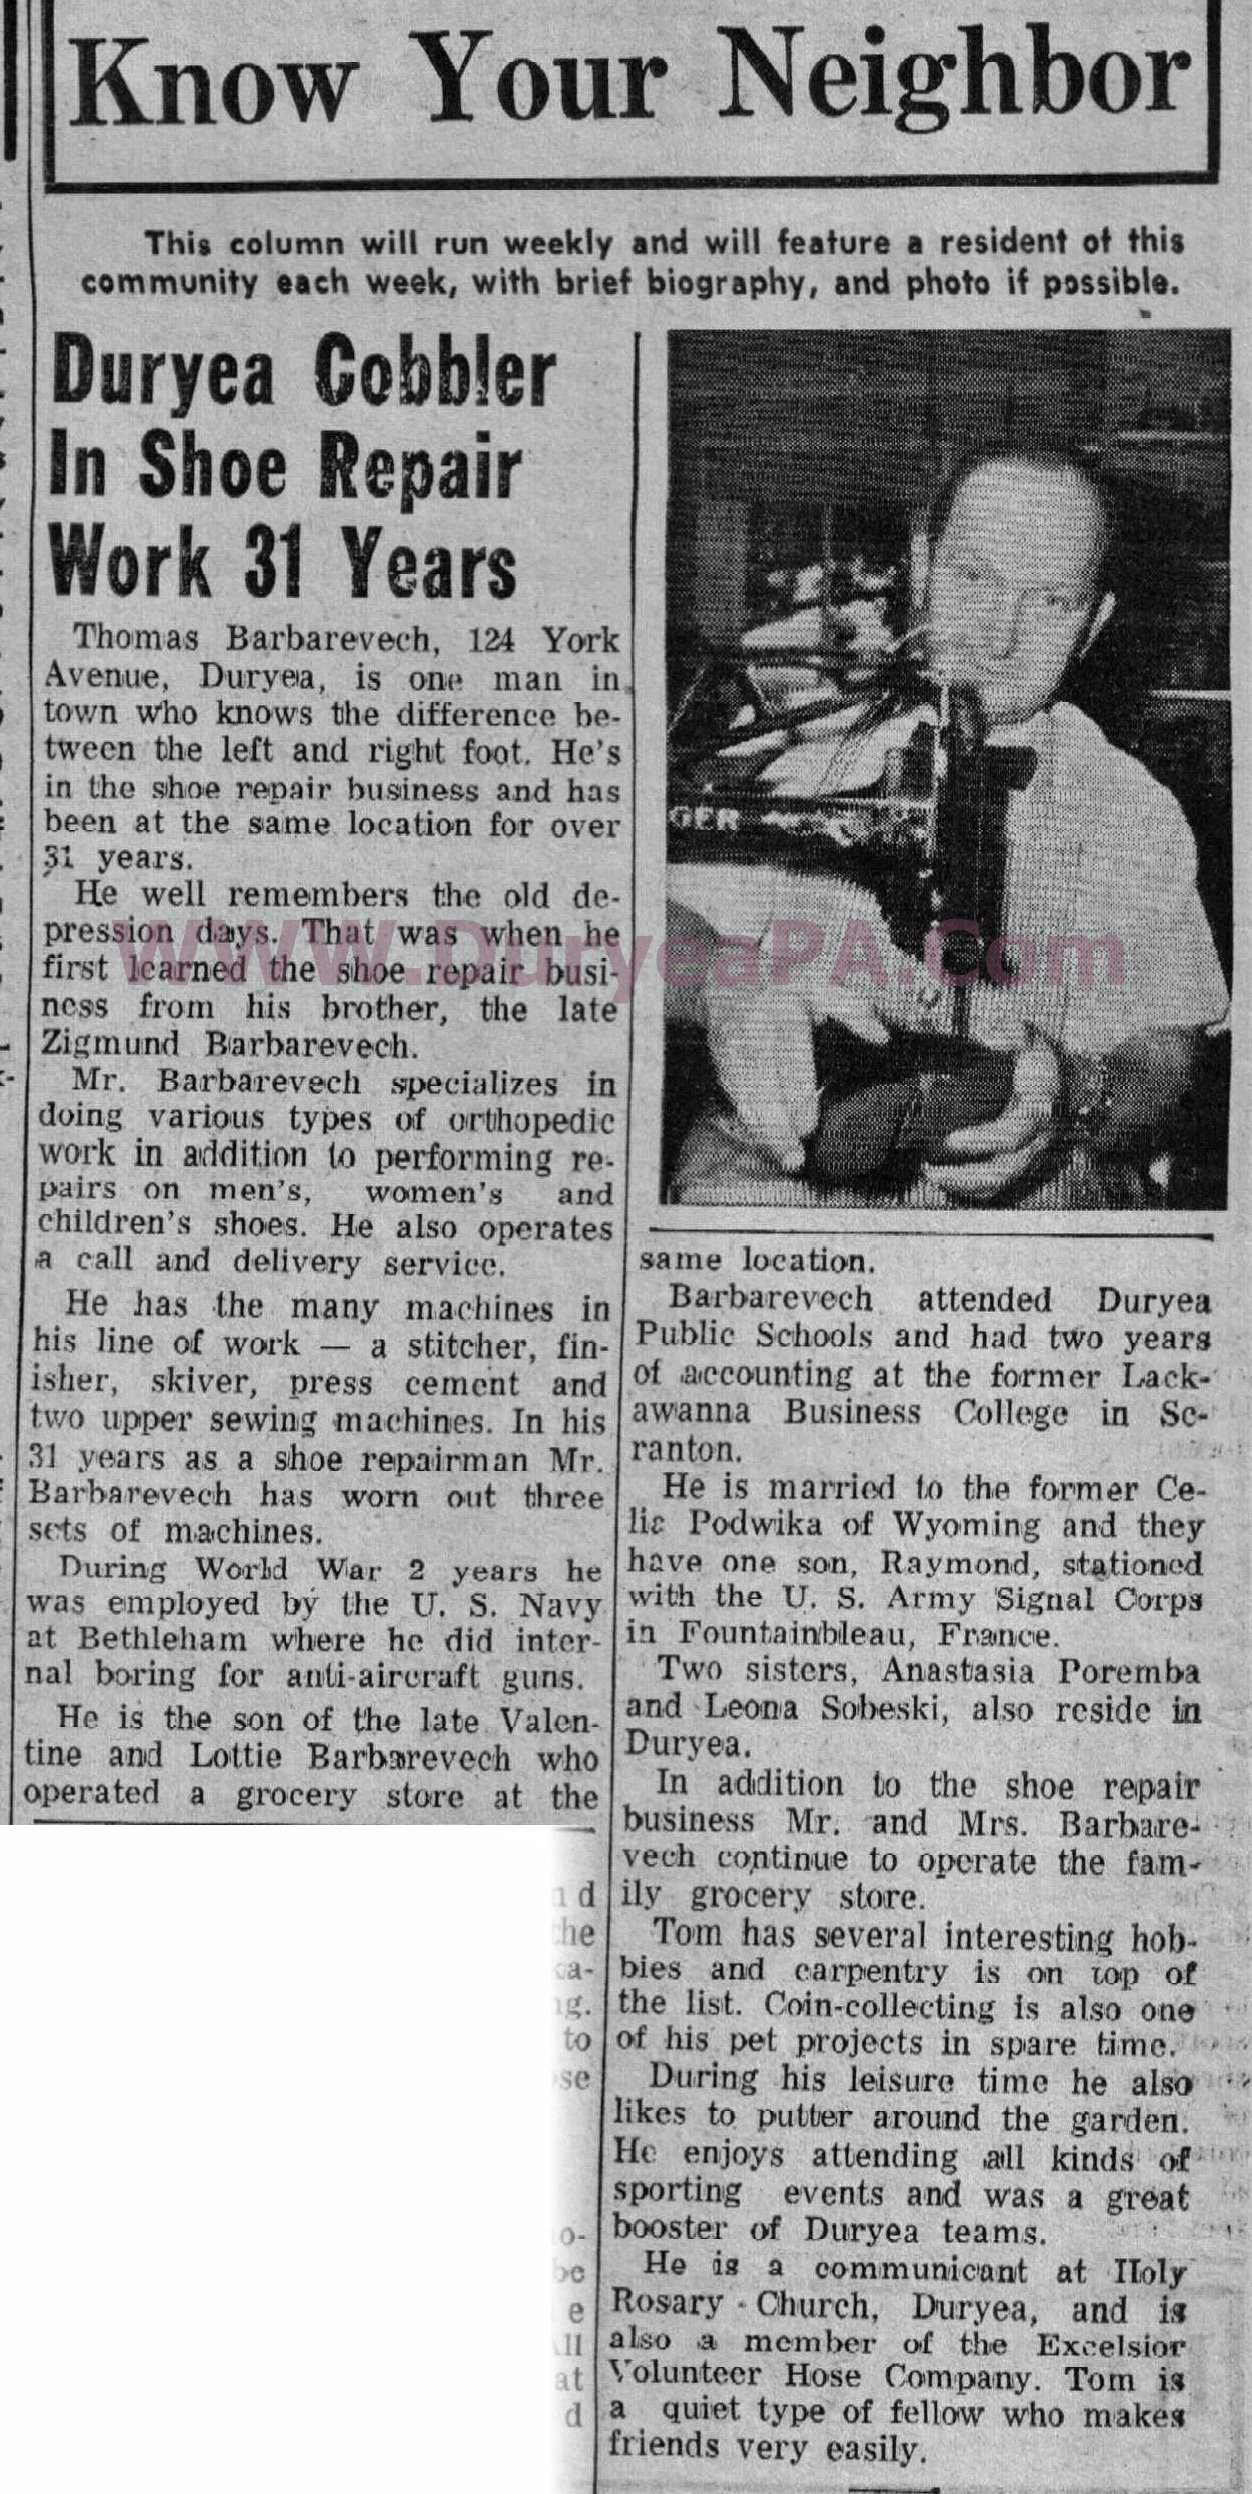 Know Your Neighbor
This column will run weekly and will feature a resident of this
community each week, with brief biography, and photo if possible.
Duryea Cobbler
In Shoe Repair
Work 31 Years
Thomas Barbarevech, 124 York
Avenue, Duryea, is one man in
town who knows the difference be-
tween the left and right foot. He's
in the shoe repair business and has
been at the same location for over
31 years.
He well remembers the old de-
pression days. That was when he
first learned the shoe repair busi-
ness from his brother, the late
Zigmund Barbarevech.
Mr. Barbarevech specializes in
doing various types of orthopedic
work in addition to performing re-
pairs on men's, women's and
children's shoes. He also operates
a call and delivery service.
He has the many machines in
his line of work — a stitcher, fin-
isher, skiver, press cement and
two upper sewing machines. In his
31 years as a shoe repairman Mr.
Barbarevech has worn out three
sets of machines.
During World War 2 years he
was employed by the U. S. Navy
at Bethleham where he did inter-
nal boring for anti-aircraft guns.
He is the son of the late Valen-
tine and Lottie Barbarevech who
operated a grocery store at the
GER
same location.
Barbarevech attended Duryea
Public Schools and had two years
of accounting at the former Lack-
awanna Business College in Sc-
ranton.
He is married to the former Ce-
lia Podwika of Wyoming and they
have one son, Raymond, stationed
with the U. S. Army Signal Corps
in Fountainbleau, France.
Two sisters, Anastasia Poremba
and Leona Sobeski, also reside in
Duryea.
In addition to the shoe repair
business Mr. and Mrs. Barbare-
vech continue to operate the fam-
ily grocery store.
Tom has several interesting hob-
bies and carpentry is on top of
the list. Coin-collecting is also one
of his pet projects in spare time.
During his leisure time he also
likes to putter around the garden.
He enjoys attending all kinds of
sporting events and was a great
booster of Duryea teams.
He is a communicant at Holy
Rosary Church, Duryea, and is
also a member of the Excelsior
Volunteer Hose Company. Tom is
a quiet type of fellow who makes
friends very easily.
WWW.DuryeaPA.Com